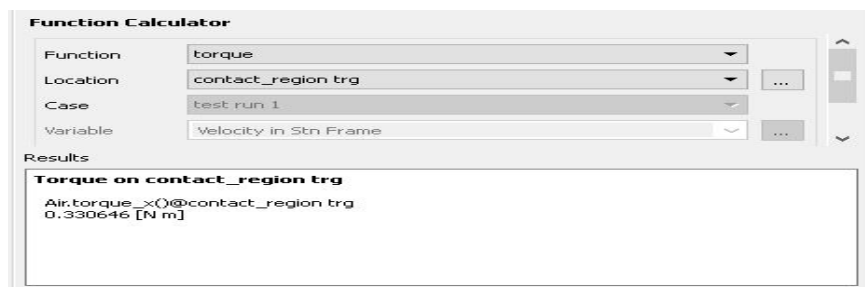 Function Calculator
Function torque
Location contact_region trg ...
Case test run 1
Variable Velocity in Stn Frame ...
Results
Torque on contact_region trg
Air.torque_x()@contact_region trg
0.330646 [N m]